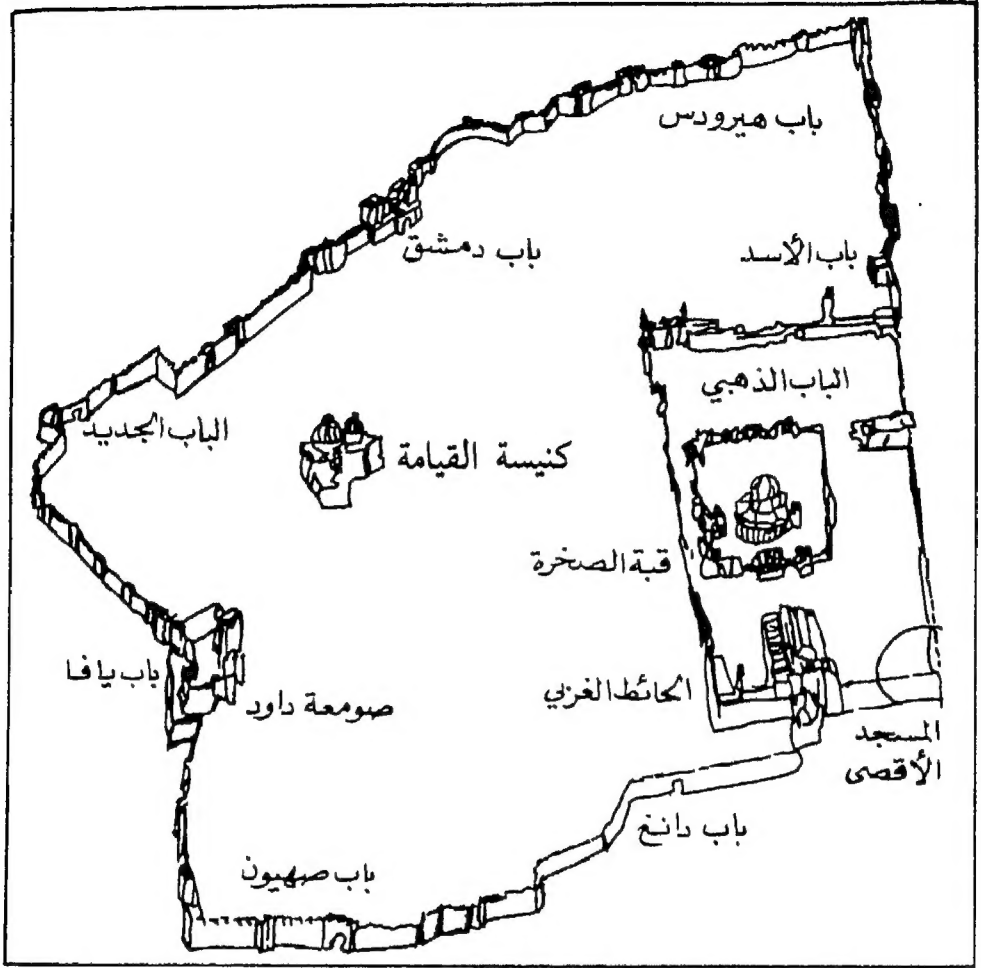 باب هيرودس
باب دمشق
باب الأسد
الباب الذهبي
الباب الجديد
كنيسة القيامة
قبة الصخرة
باب يافا
صومعة داود
الحائط الغربي
المسجد
الأقصى
باب دانغ
باب صهيون